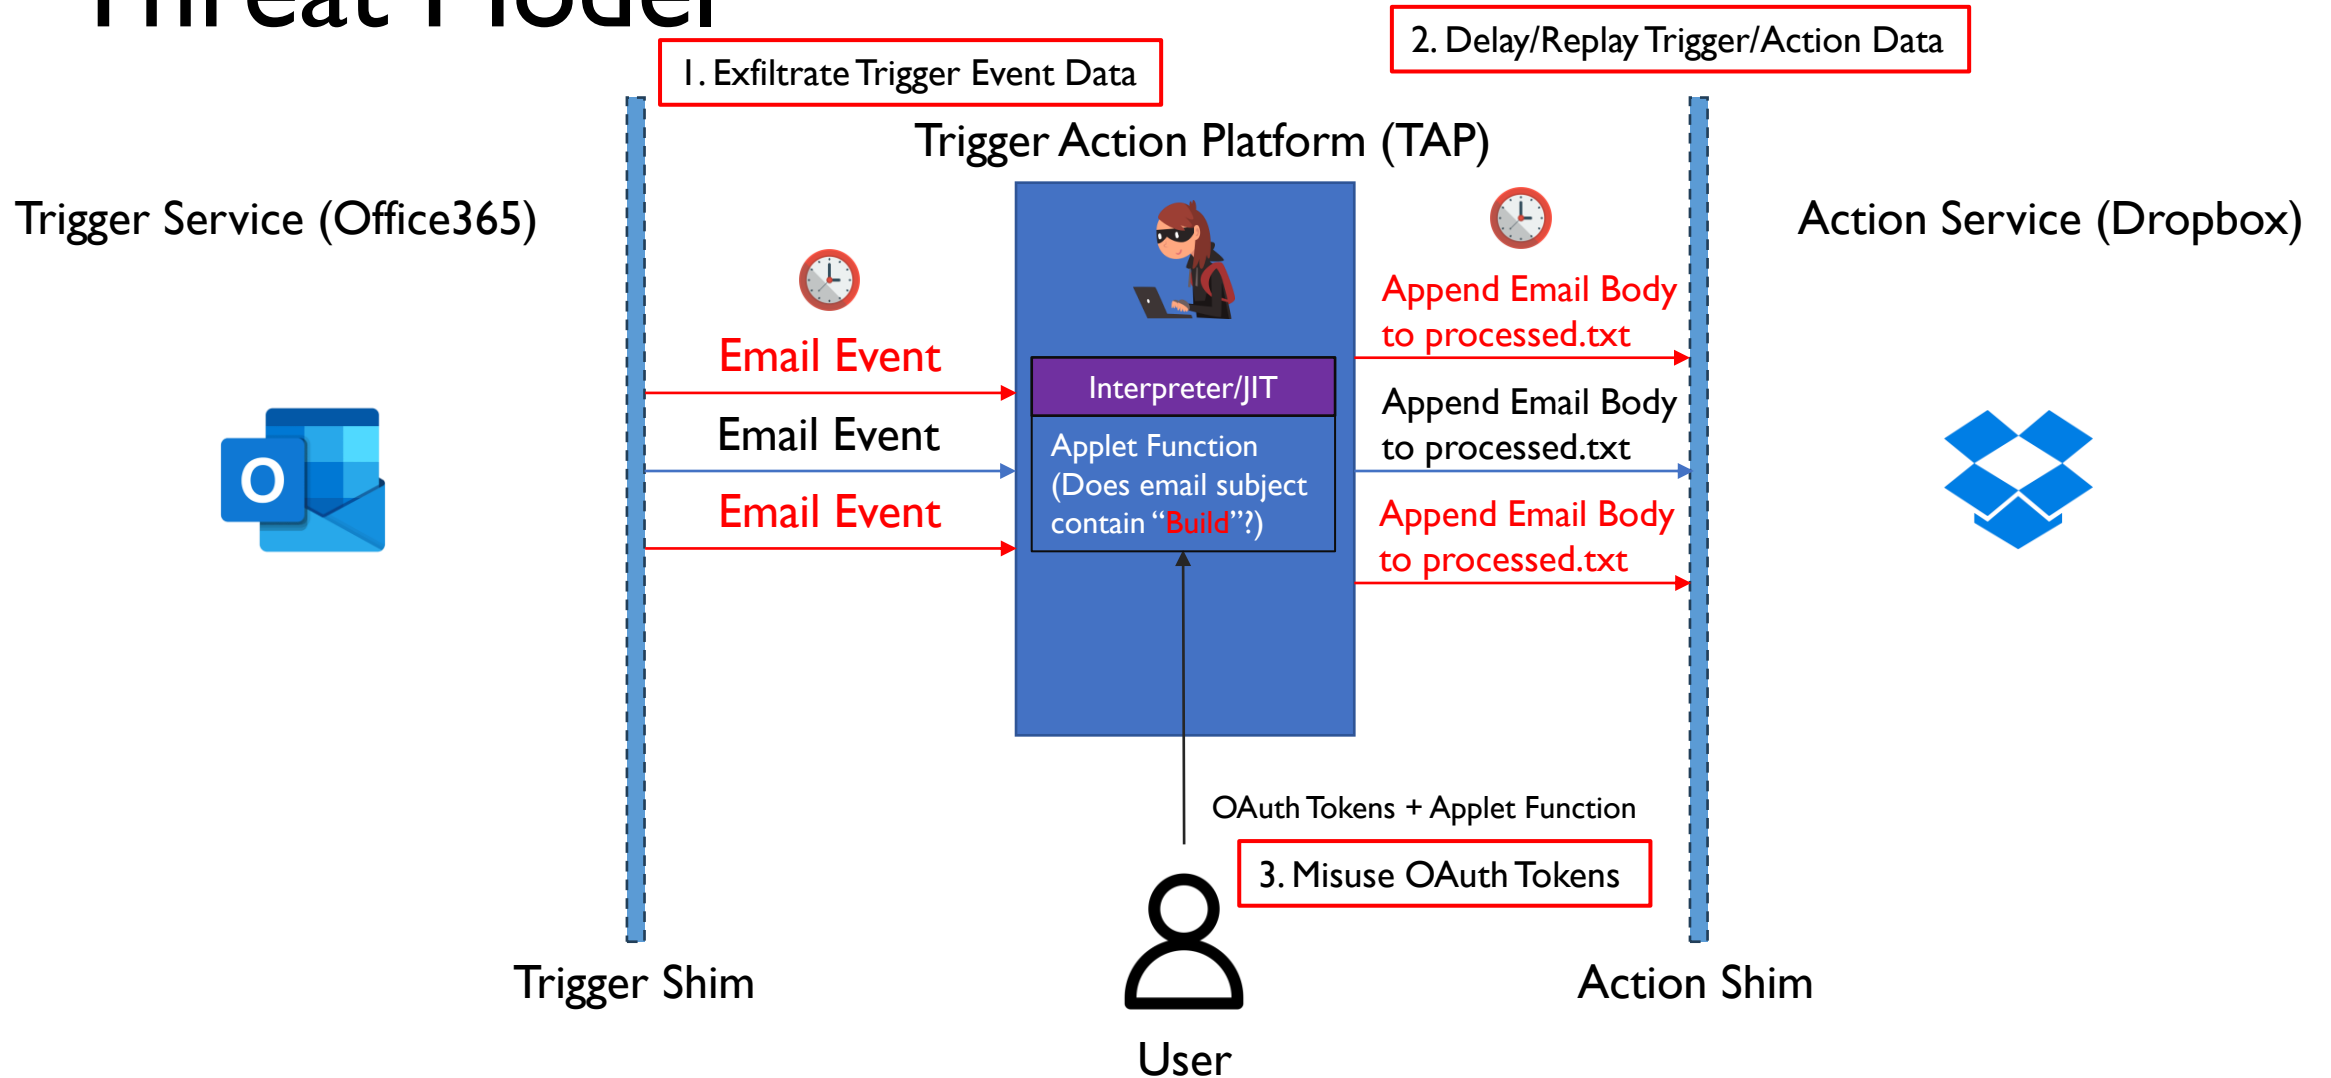 Threat Model
1. Exfiltrate Trigger Event Data
2. Delay/Replay Trigger/Action Data
Trigger Action Platform (TAP)
Trigger Service (Office365)
Action Service (Dropbox)
Email Event
Email Event
Email Event
Interpreter/JIT
Applet Function
(Does email subject
contain “Build”?)
Append Email Body
to processed.txt
Append Email Body
to processed.txt
Append Email Body
to processed.txt
O
OAuth Tokens + Applet Function
3. Misuse OAuth Tokens
Trigger Shim
Action Shim
User